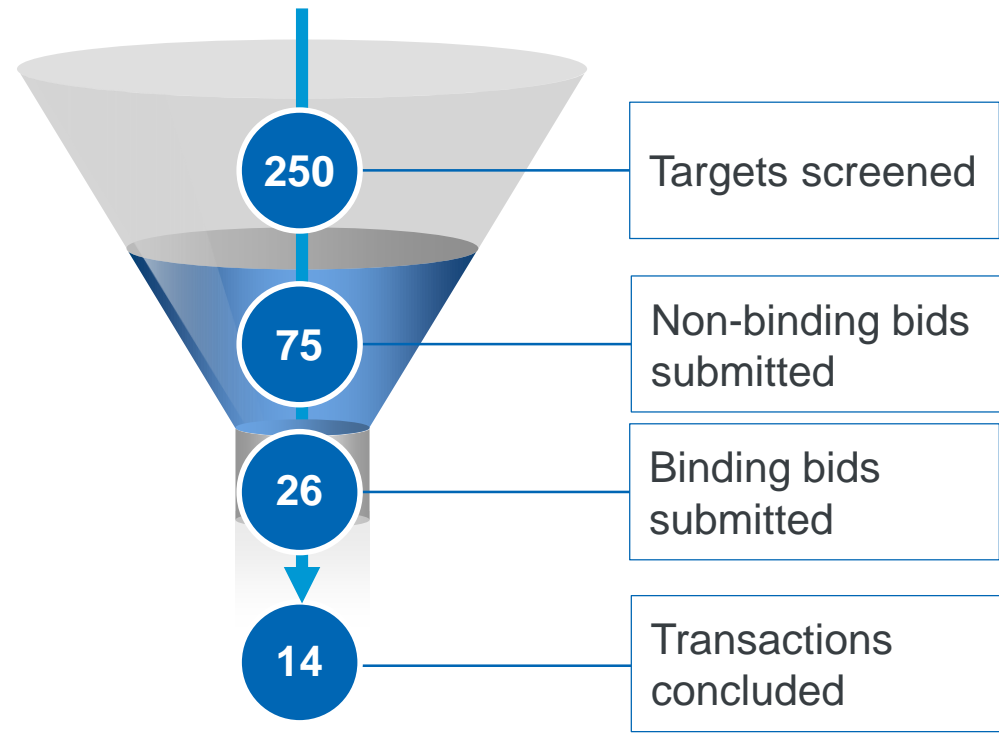 250
Targets screened
75
Non-binding bids
submitted
26
Binding bids
submitted
14
Transactions
concluded